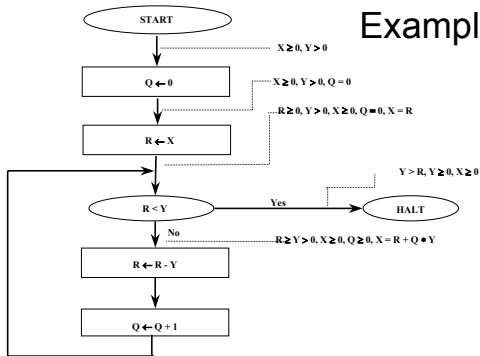 Exampl
START
X ≥ 0, Y > 0
Q ← 0
X ≥ 0, Y > 0, Q = 0
R ≥ 0, Y > 0, X ≥ 0, Q = 0, X = R
R ← X
Y > R, Y ≥ 0, X ≥ 0
R < Y
Yes
HALT
No
R ≥ Y > 0, X ≥ 0, Q ≥ 0, X = R + Q * Y
R ← R - Y
Q ← Q + 1